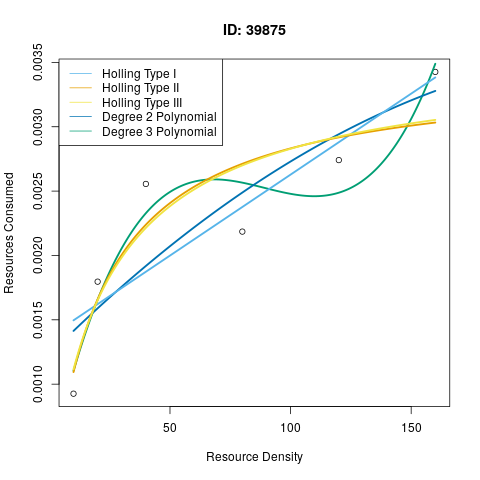 ID: 39875
Holling Type I
Holling Type II
Holling Type III
Degree 2 Polynomial
Degree 3 Polynomial
Resources Consumed
0.0035
0.0030
0.0025
0.0020
0.0015
0.0010
50
100
150
Resource Density